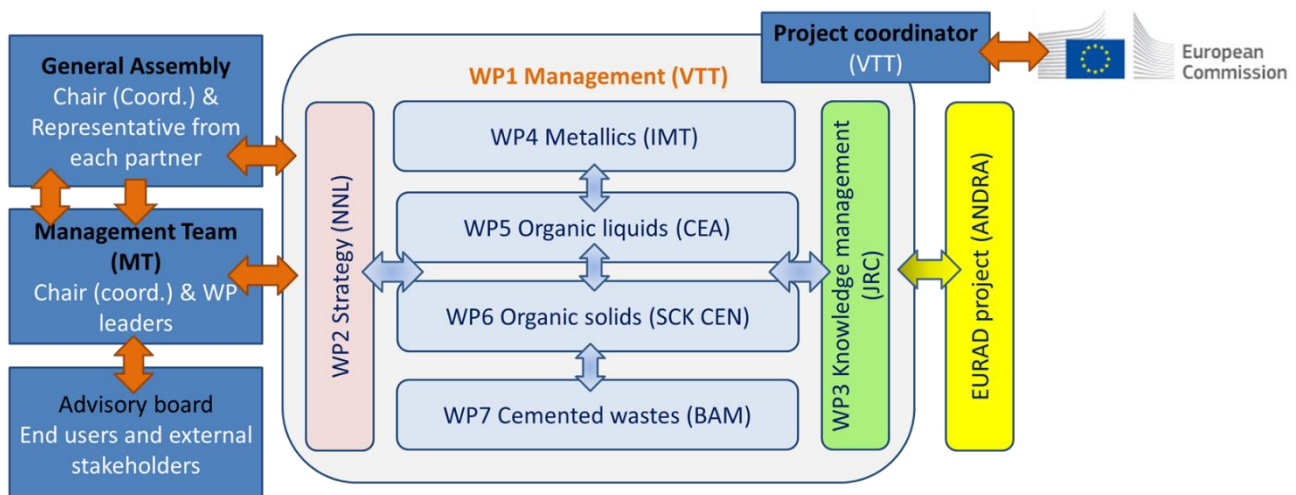 General Assembly
Chair (Coord.) &
Representative from
each partner
Management Team
(MT)
Chair (coord.) & WP
leaders
Advisory board
End users and external
stakeholders
WP1 Management (VTT)
WP2 Strategy (NNL)
WP4 Metallics (IMT)
WP5 Organic liquids (CEA)
WP6 Organic solids (SCK CEN)
WP7 Cemented wastes (BAM)
WP3 Knowledge management
(JRC)
EURAD project (ANDRA)
Project coordinator
(VTT)
European
Commission